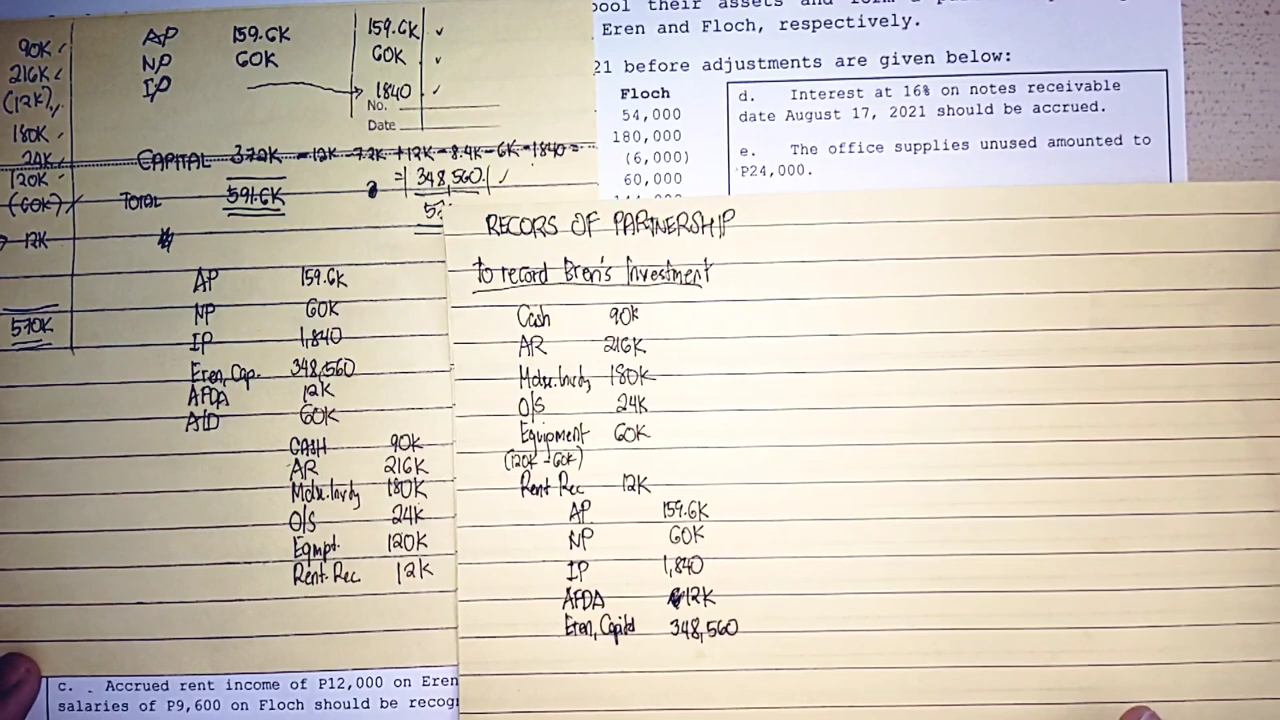 90K ✓
216K ✓
(12K) ✓
180K ✓
24K ✓
120K ✓
(60K) ✓
12K
570K
AP 159.6K 159.6K ✓
NP 60K 60K ✓
IP → 1840 ✓
No.
Date
CAPITAL 372K -12K -7.2K +12K -8.4K -6K -1840 =
= 348,560 ✓
TOTAL 591.6K
AP 159.6K
NP 60K
IP 1,840
Eren, Cap. 348,560
AFDA 12K
A/D 60K
CASH 90K
AR 216K
Mdse. Invty 180K
O/S 24K
Eqmpt. 120K
Rent. Rec. 12K
c. . Accrued rent income of P12,000 on Eren
salaries of P9,600 on Floch should be recog
pool their assets and form a
Eren and Floch, respectively.
21 before adjustments are given below:
Floch
54,000
180,000
(6,000)
60,000
d. Interest at 16% on notes receivable
date August 17, 2021 should be accrued.
e. The office supplies unused amounted to
P24,000.
RECORS OF PARTNERSHIP
to record Eren's Investment
Cash 90K
AR 216K
Mdse. Invty 180K
O/S 24K
Equipment 60K
(120K - 60K)
Rent Rec 12K
AP 159.6K
NP 60K
IP 1,840
AFDA 12K
Eren, Capital 348,560